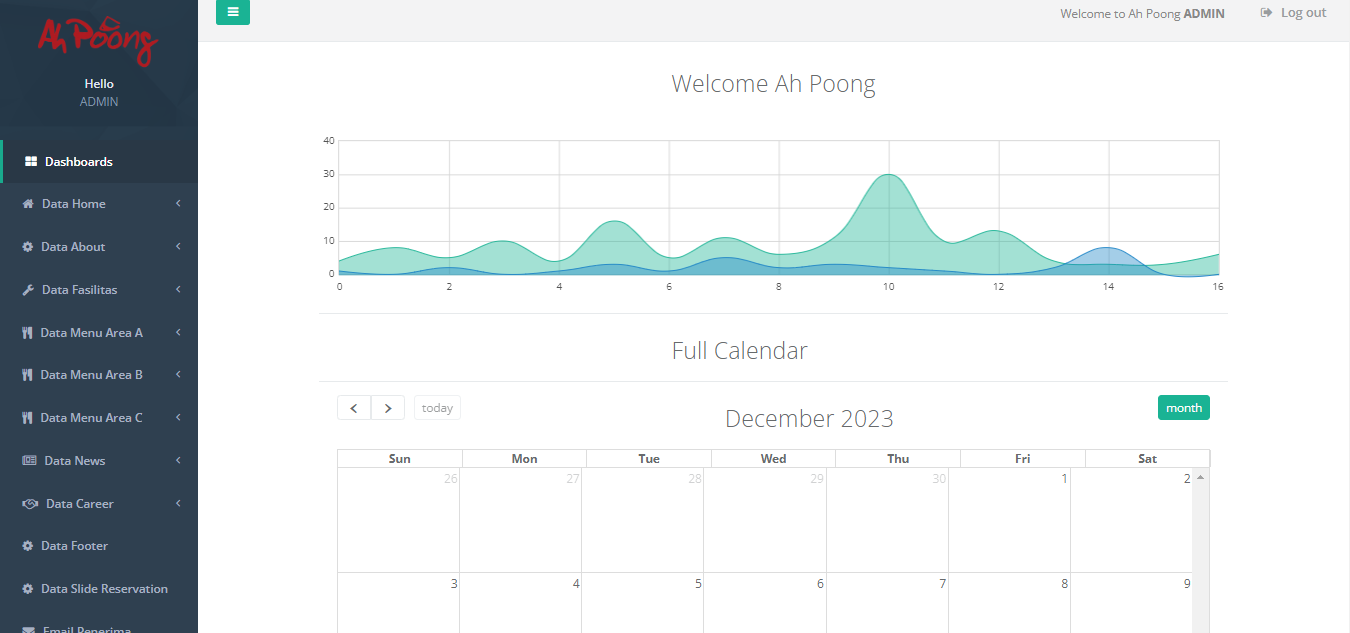 Ah Poong
Hello
ADMIN
Dashboards
Data Home
Data About
Data Fasilitas
Data Menu Area A
Data Menu Area B
Data Menu Area C
Data News
Data Career
Data Footer
Data Slide Reservation
Email Penerima
Welcome to Ah Poong ADMIN
Log out
Welcome Ah Poong
40
30
20
10
0
0 2 4 6 8 10 12 14 16
Full Calendar
today
December 2023
month
Sun Mon Tue Wed Thu Fri Sat
26 27 28 29 30 1 2
3 4 5 6 7 8 9